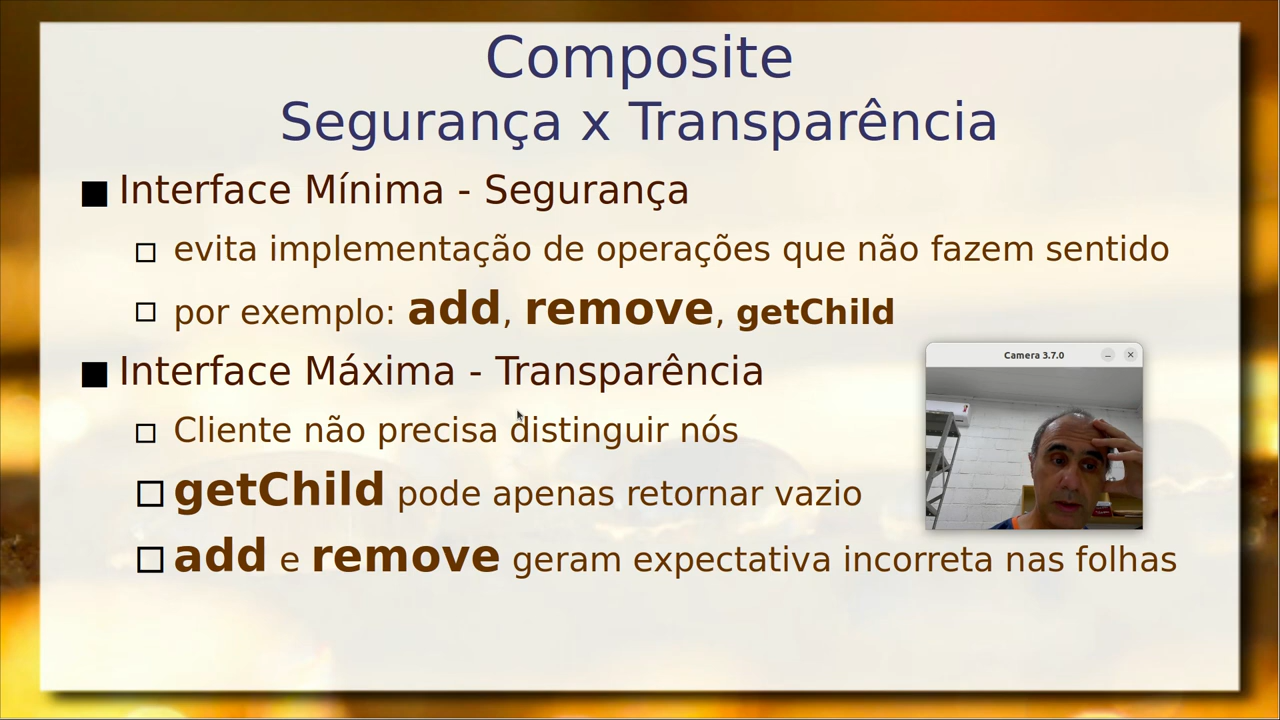 Composite
Segurança x Transparência
Interface Mínima - Segurança
evita implementação de operações que não fazem sentido
por exemplo: add, remove, getChild
Interface Máxima - Transparência
Cliente não precisa distinguir nós
getChild pode apenas retornar vazio
add e remove geram expectativa incorreta nas folhas
Camera 3.7.0